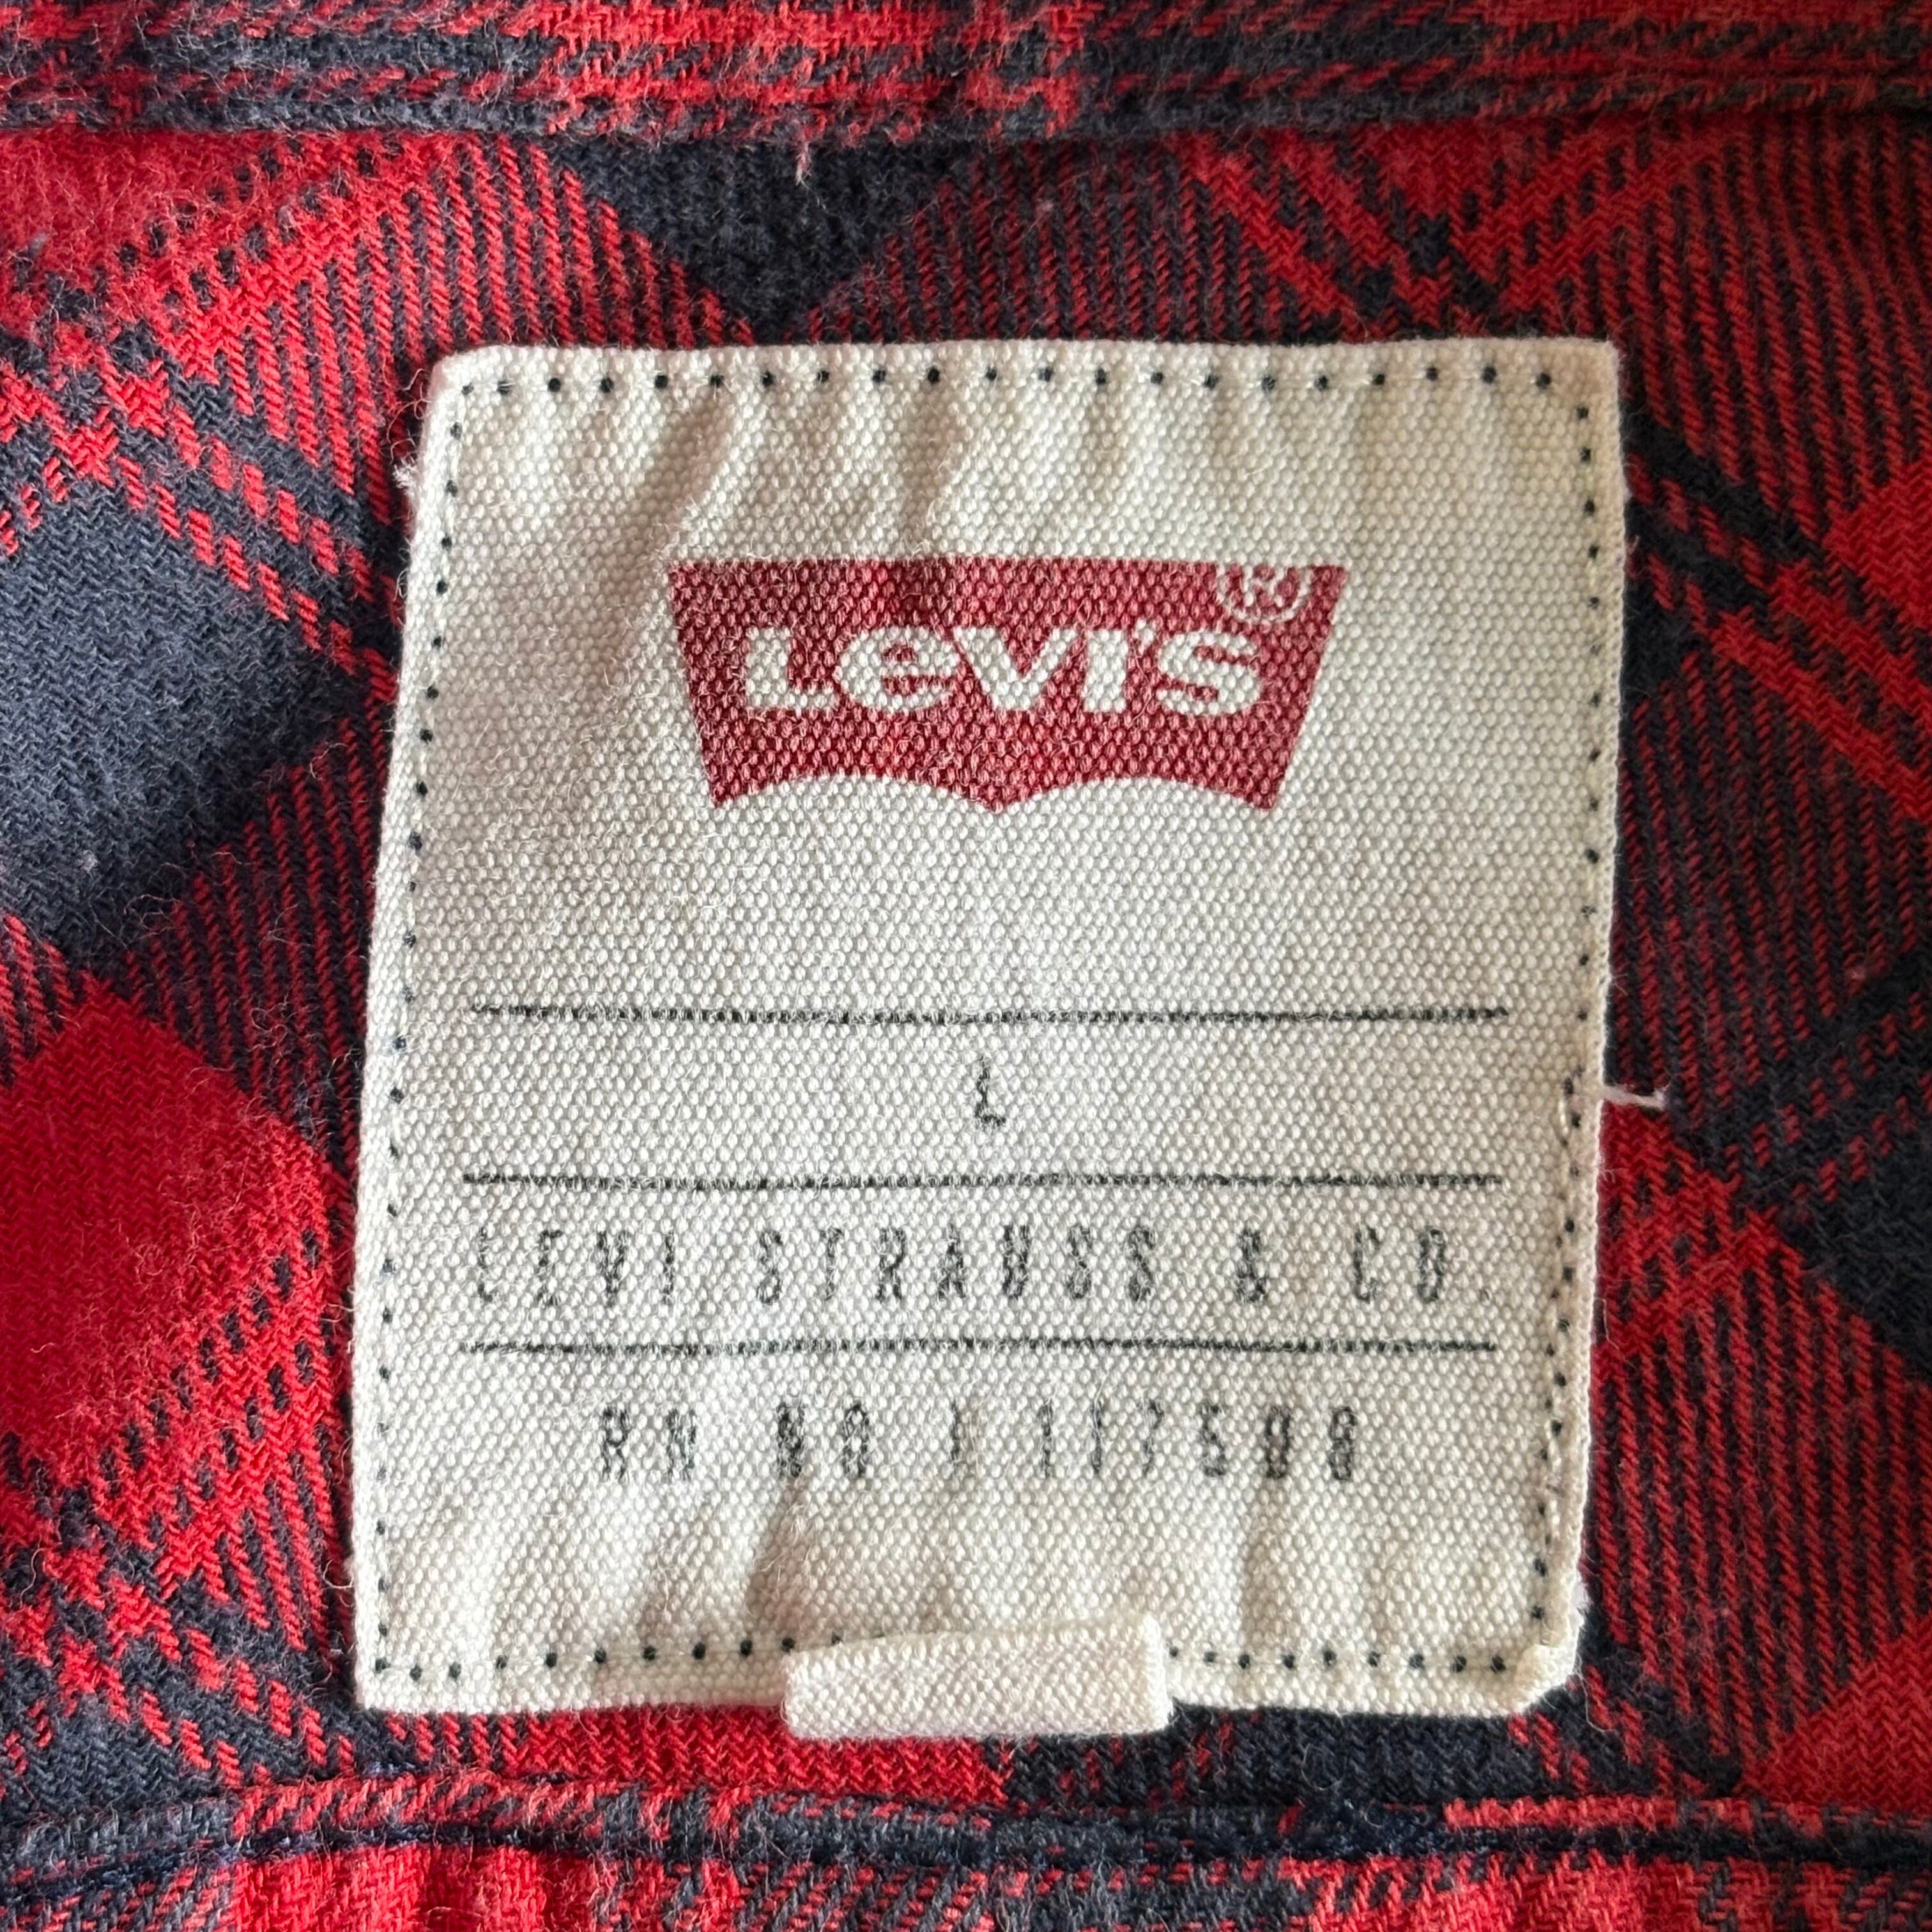 LEVI'S®
L
LEVI STRAUSS & CO
RN NO / 117508